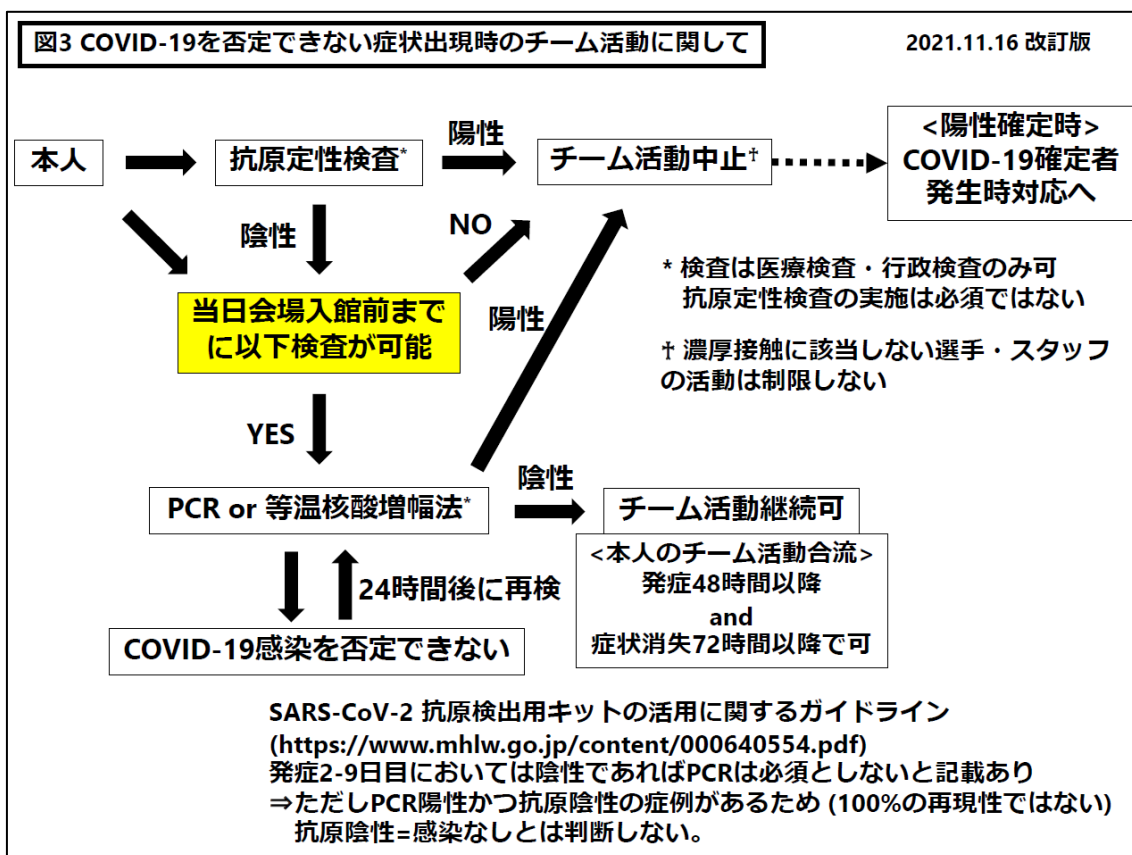 図3 COVID-19を否定できない症状出現時のチーム活動に関して
2021.11.16 改訂版
本人
抗原定性検査*
陽性
チーム活動中止†
<陽性確定時>
COVID-19確定者
発生時対応へ
陰性
NO
当日会場入館前まで
に以下検査が可能
陽性
* 検査は医療検査・行政検査のみ可
抗原定性検査の実施は必須ではない
† 濃厚接触に該当しない選手・スタッフ
の活動は制限しない
YES
PCR or 等温核酸増幅法*
陰性
チーム活動継続可
<本人のチーム活動合流>
発症48時間以降
and
症状消失72時間以降で可
24時間後に再検
COVID-19感染を否定できない
SARS-CoV-2 抗原検出用キットの活用に関するガイドライン
(https://www.mhlw.go.jp/content/000640554.pdf)
発症2-9日目においては陰性であればPCRは必須としないと記載あり
⇒ただしPCR陽性かつ抗原陰性の症例があるため (100%の再現性ではない)
抗原陰性=感染なしとは判断しない。